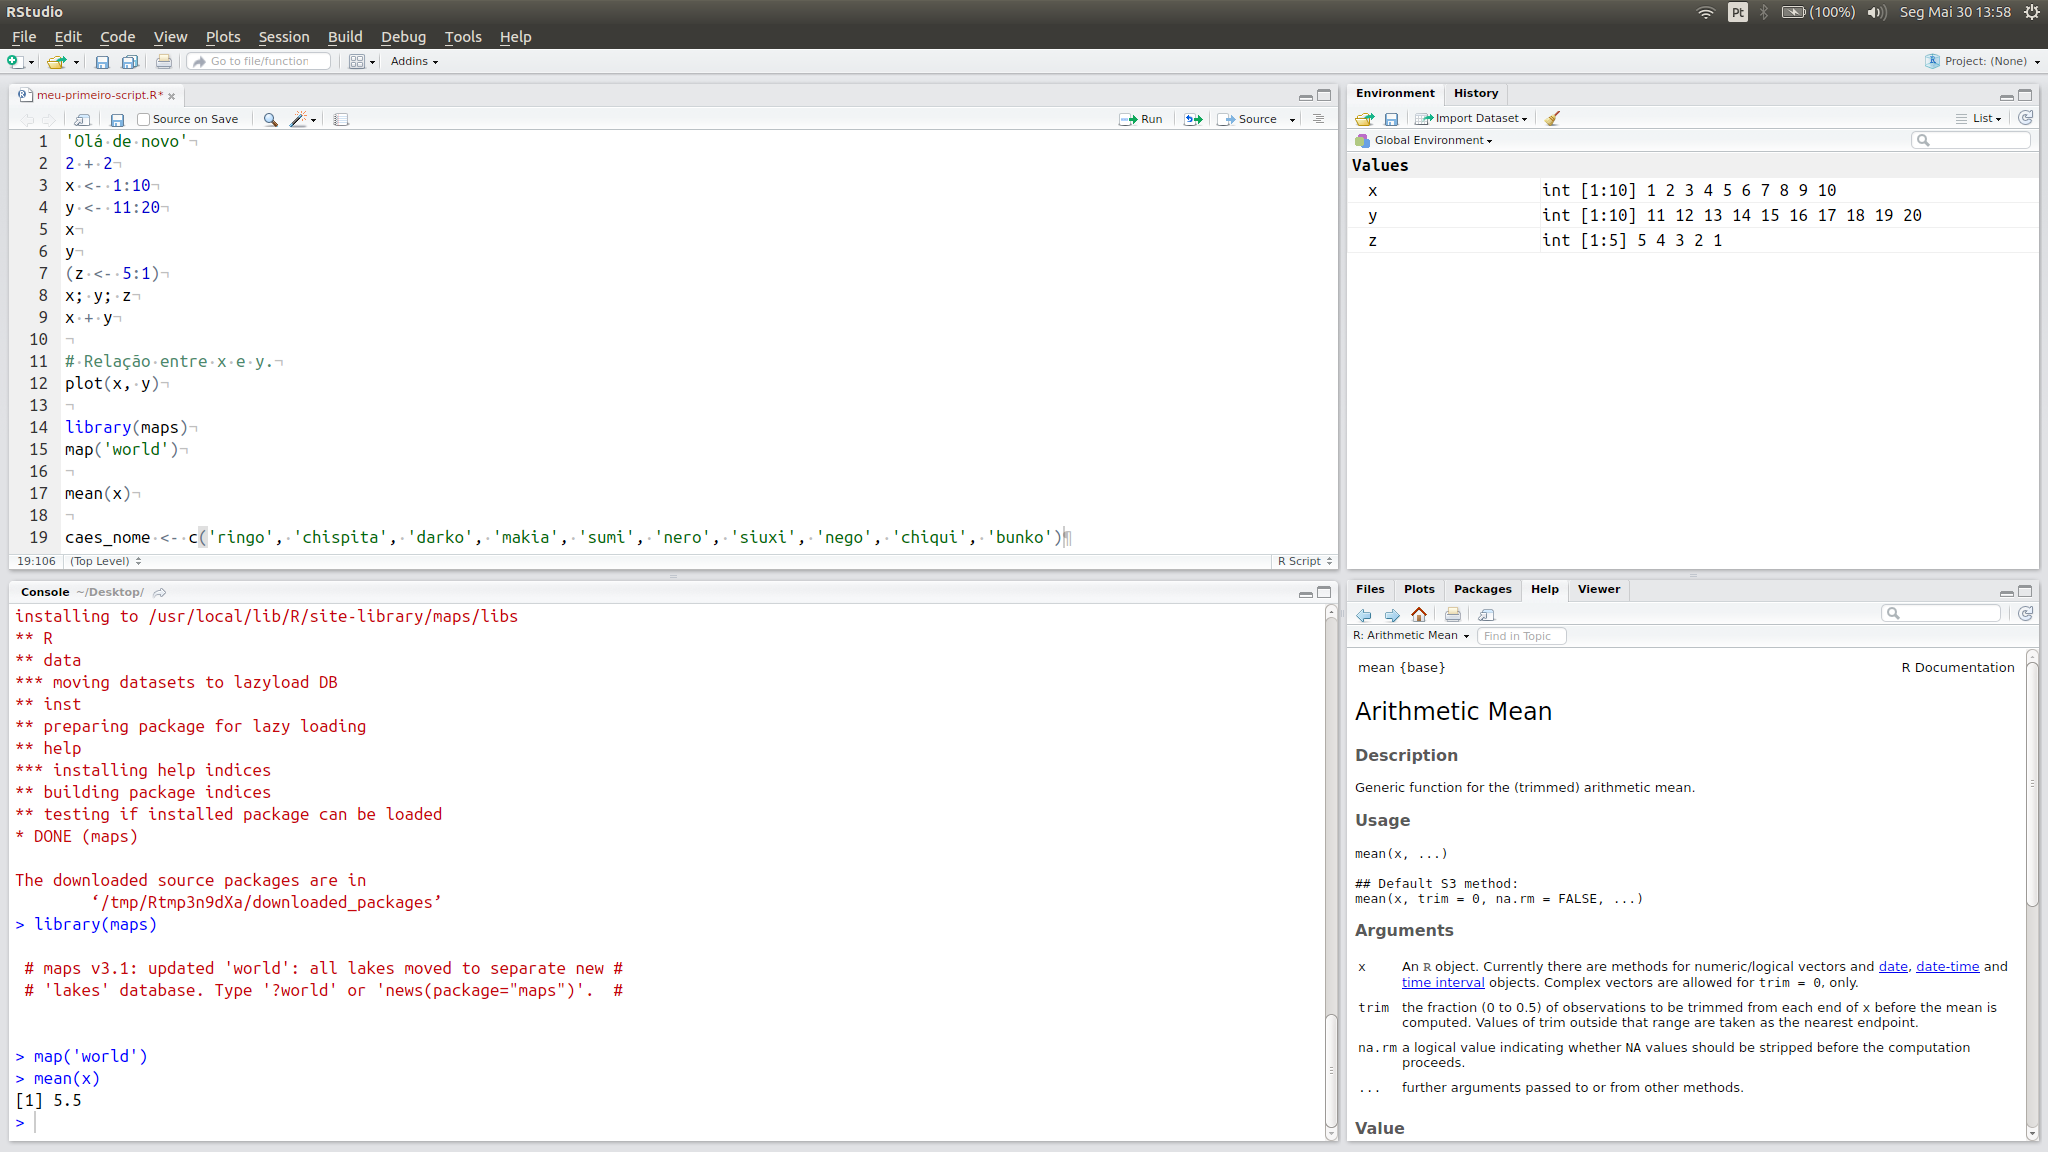 RStudio
Pt (100%) Seg Mai 30 13:58
File Edit Code View Plots Session Build Debug Tools Help
Go to file/function Addins Project: (None)
meu-primeiro-script.R* ×
Source on Save Run Source
1 'Olá de novo'
2 2 + 2
3 x <- 1:10
4 y <- 11:20
5 x
6 y
7 (z <- 5:1)
8 x; y; z
9 x + y
10
11 # Relação entre x e y.
12 plot(x, y)
13
14 library(maps)
15 map('world')
16
17 mean(x)
18
19 caes_nome <- c('ringo', 'chispita', 'darko', 'makia', 'sumi', 'nero', 'siuxi', 'nego', 'chiqui', 'bunko')
19:106 (Top Level) R Script
Console ~/Desktop/
installing to /usr/local/lib/R/site-library/maps/libs
** R
** data
*** moving datasets to lazyload DB
** inst
** preparing package for lazy loading
** help
*** installing help indices
** building package indices
** testing if installed package can be loaded
* DONE (maps)
The downloaded source packages are in
‘/tmp/Rtmp3n9dXa/downloaded_packages’
> library(maps)
# maps v3.1: updated 'world': all lakes moved to separate new #
# 'lakes' database. Type '?world' or 'news(package="maps")'. #
> map('world')
> mean(x)
[1] 5.5
>
Environment History
Import Dataset List
Global Environment
Values
x int [1:10] 1 2 3 4 5 6 7 8 9 10
y int [1:10] 11 12 13 14 15 16 17 18 19 20
z int [1:5] 5 4 3 2 1
Files Plots Packages Help Viewer
R: Arithmetic Mean Find in Topic
mean {base} R Documentation
Arithmetic Mean
Description
Generic function for the (trimmed) arithmetic mean.
Usage
mean(x, ...)
## Default S3 method:
mean(x, trim = 0, na.rm = FALSE, ...)
Arguments
x An R object. Currently there are methods for numeric/logical vectors and date, date-time and
time interval objects. Complex vectors are allowed for trim = 0, only.
trim the fraction (0 to 0.5) of observations to be trimmed from each end of x before the mean is
computed. Values of trim outside that range are taken as the nearest endpoint.
na.rm a logical value indicating whether NA values should be stripped before the computation
proceeds.
... further arguments passed to or from other methods.
Value